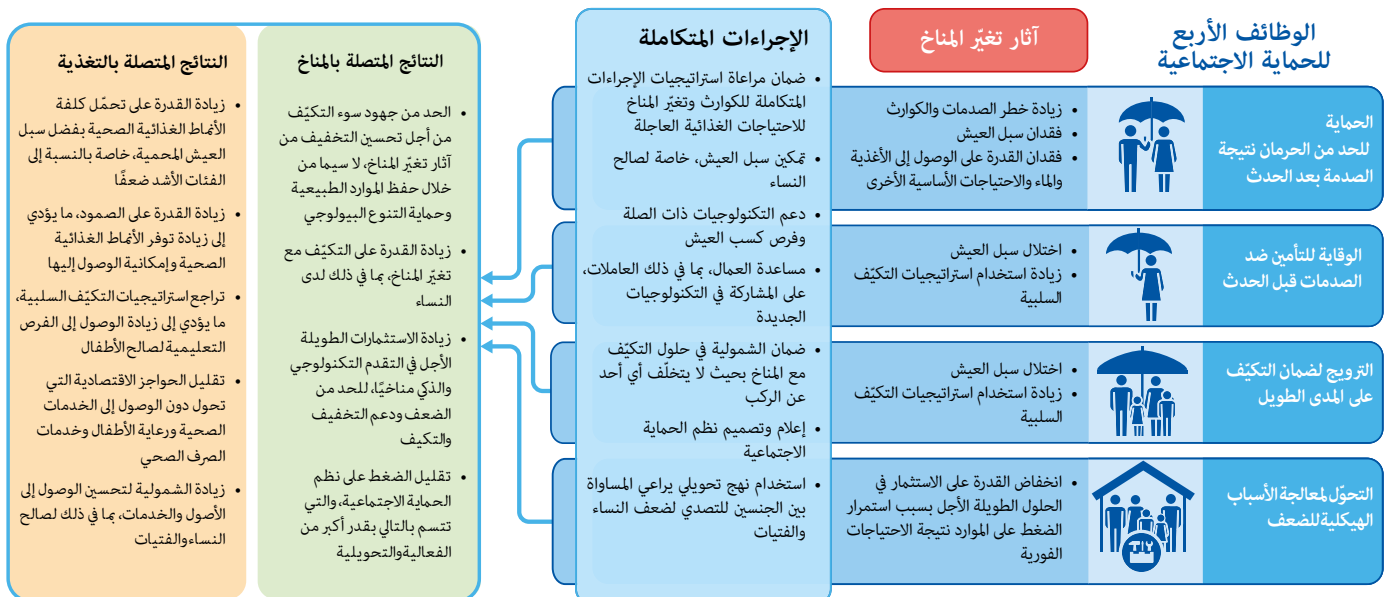 الوظائف الأربع
للحماية الاجتماعية
الحماية
للحد من الحرمان نتيجة
الصدمة بعد الحدث
الوقاية للتأمين ضد
الصدمات قبل الحدث
الترويج لضمان التكيّف
على المدى الطويل
التحوّل لمعالجة الأسباب
الهيكلية للضعف
آثار تغيّر المناخ
• زيادة خطر الصدمات والكوارث
• فقدان سبل العيش
• فقدان القدرة على الوصول إلى الأغذية
والماء والاحتياجات الأساسية الأخرى
• اختلال سبل العيش
• زيادة استخدام استراتيجيات التكيّف
السلبية
• اختلال سبل العيش
• زيادة استخدام استراتيجيات التكيّف
السلبية
• انخفاض القدرة على الاستثمار في
الحلول الطويلة الأجل بسبب استمرار
الضغط على الموارد نتيجة الاحتياجات
الفورية
الإجراءات المتكاملة
• ضمان مراعاة استراتيجيات الإجراءات
المتكاملة للكوارث وتغيّر المناخ
للاحتياجات الغذائية العاجلة
• تمكين سبل العيش، خاصة لصالح
النساء
• دعم التكنولوجيات ذات الصلة
وفرص كسب العيش
• مساعدة العمال، بما في ذلك العاملات،
على المشاركة في التكنولوجيات
الجديدة
• ضمان الشمولية في حلول التكيّف
مع المناخ بحيث لا يتخلّف أي أحد
عن الركب
• إعلام وتصميم نظم الحماية
الاجتماعية
• استخدام نهج تحويلي يراعي المساواة
بين الجنسين للتصدي لضعف النساء
والفتيات
النتائج المتصلة بالمناخ
• الحد من جهود سوء التكيّف
من أجل تحسين التخفيف من
آثار تغيّر المناخ، لا سيما من
خلال حفظ الموارد الطبيعية
وحماية التنوع البيولوجي
• زيادة القدرة على التكيّف مع
تغيّر المناخ، بما في ذلك لدى
النساء
• زيادة الاستثمارات الطويلة
الأجل في التقدم التكنولوجي
والذكي مناخيًا، للحد من
الضعف ودعم التخفيف
والتكيف
• تقليل الضغط على نظم
الحماية الاجتماعية، والتي
تتسم بالتالي بقدر أكبر من
الفعالية والتحويلية
النتائج المتصلة بالتغذية
• زيادة القدرة على تحمّل كلفة
الأنماط الغذائية الصحية بفضل سبل
العيش المحمية، خاصة بالنسبة إلى
الفئات الأشد ضعفًا
• زيادة القدرة على الصمود، ما يؤدي
إلى زيادة توفر الأنماط الغذائية
الصحية وإمكانية الوصول إليها
• تراجع استراتيجيات التكيّف السلبية،
ما يؤدي إلى زيادة الوصول إلى الفرص
التعليمية لصالح الأطفال
• تقليل الحواجز الاقتصادية التي
تحول دون الوصول إلى الخدمات
الصحية ورعاية الأطفال وخدمات
الصرف الصحي
• زيادة الشمولية لتحسين الوصول إلى
الأصول والخدمات، بما في ذلك لصالح
النساء والفتيات